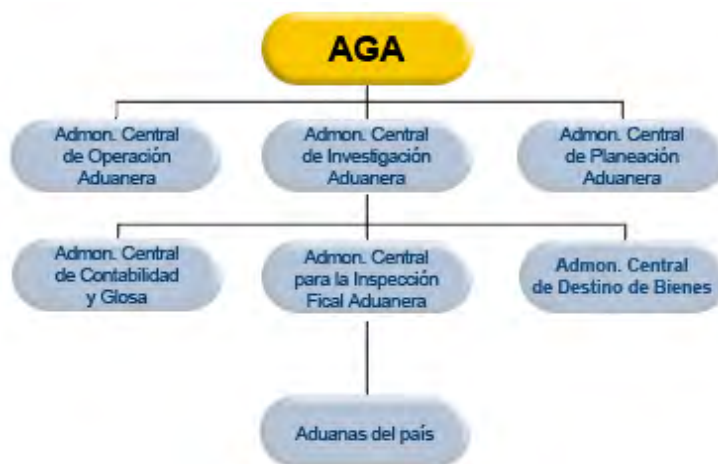 AGA
Admon. Central
de Operación
Aduanera
Admon. Central
de Investigación
Aduanera
Admon. Central
de Planeación
Aduanera
Admon. Central
de Contabilidad
y Glosa
Admon. Central
para la Inspección
Fical Aduanera
Admon. Central
de Destino de Bienes
Aduanas del país